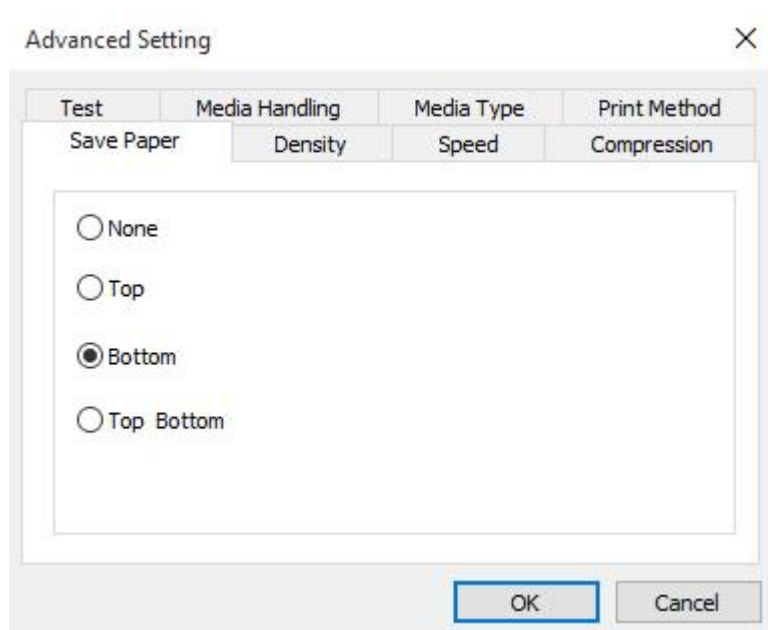 Advanced Setting
Test Media Handling Media Type Print Method
Save Paper Density Speed Compression
None
Top
Bottom
Top Bottom
OK Cancel